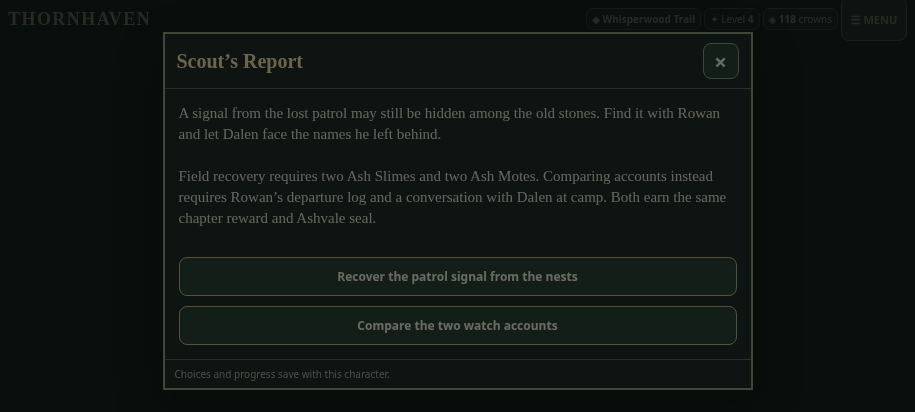 THORNHAVEN
◆ Whisperwood Trail
✦ Level 4
◈ 118 crowns
☰ MENU
Scout’s Report
×
A signal from the lost patrol may still be hidden among the old stones. Find it with Rowan
and let Dalen face the names he left behind.
Field recovery requires two Ash Slimes and two Ash Motes. Comparing accounts instead
requires Rowan’s departure log and a conversation with Dalen at camp. Both earn the same
chapter reward and Ashvale seal.
Recover the patrol signal from the nests
Compare the two watch accounts
Choices and progress save with this character.